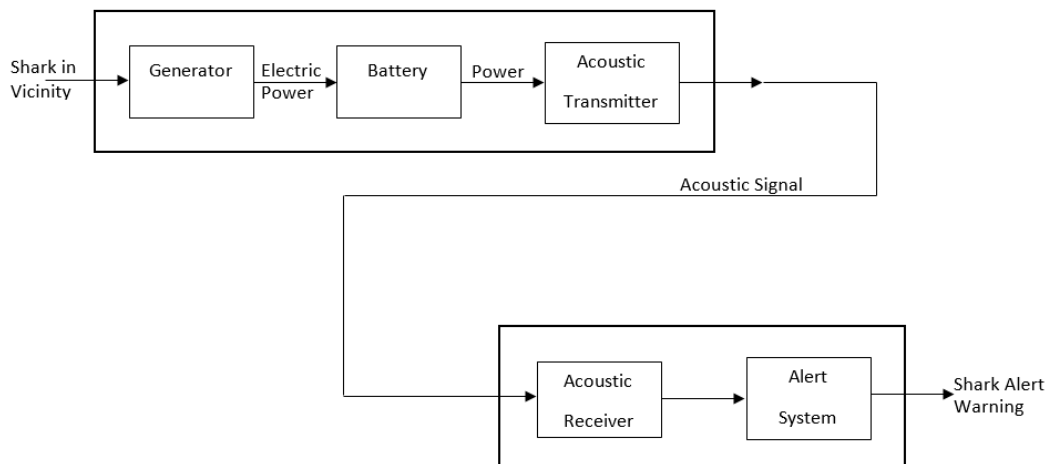 Shark in
Vicinity
Generator
Electric
Power
Battery
Power
Acoustic
Transmitter
Acoustic Signal
Acoustic
Receiver
Alert
System
Shark Alert
Warning